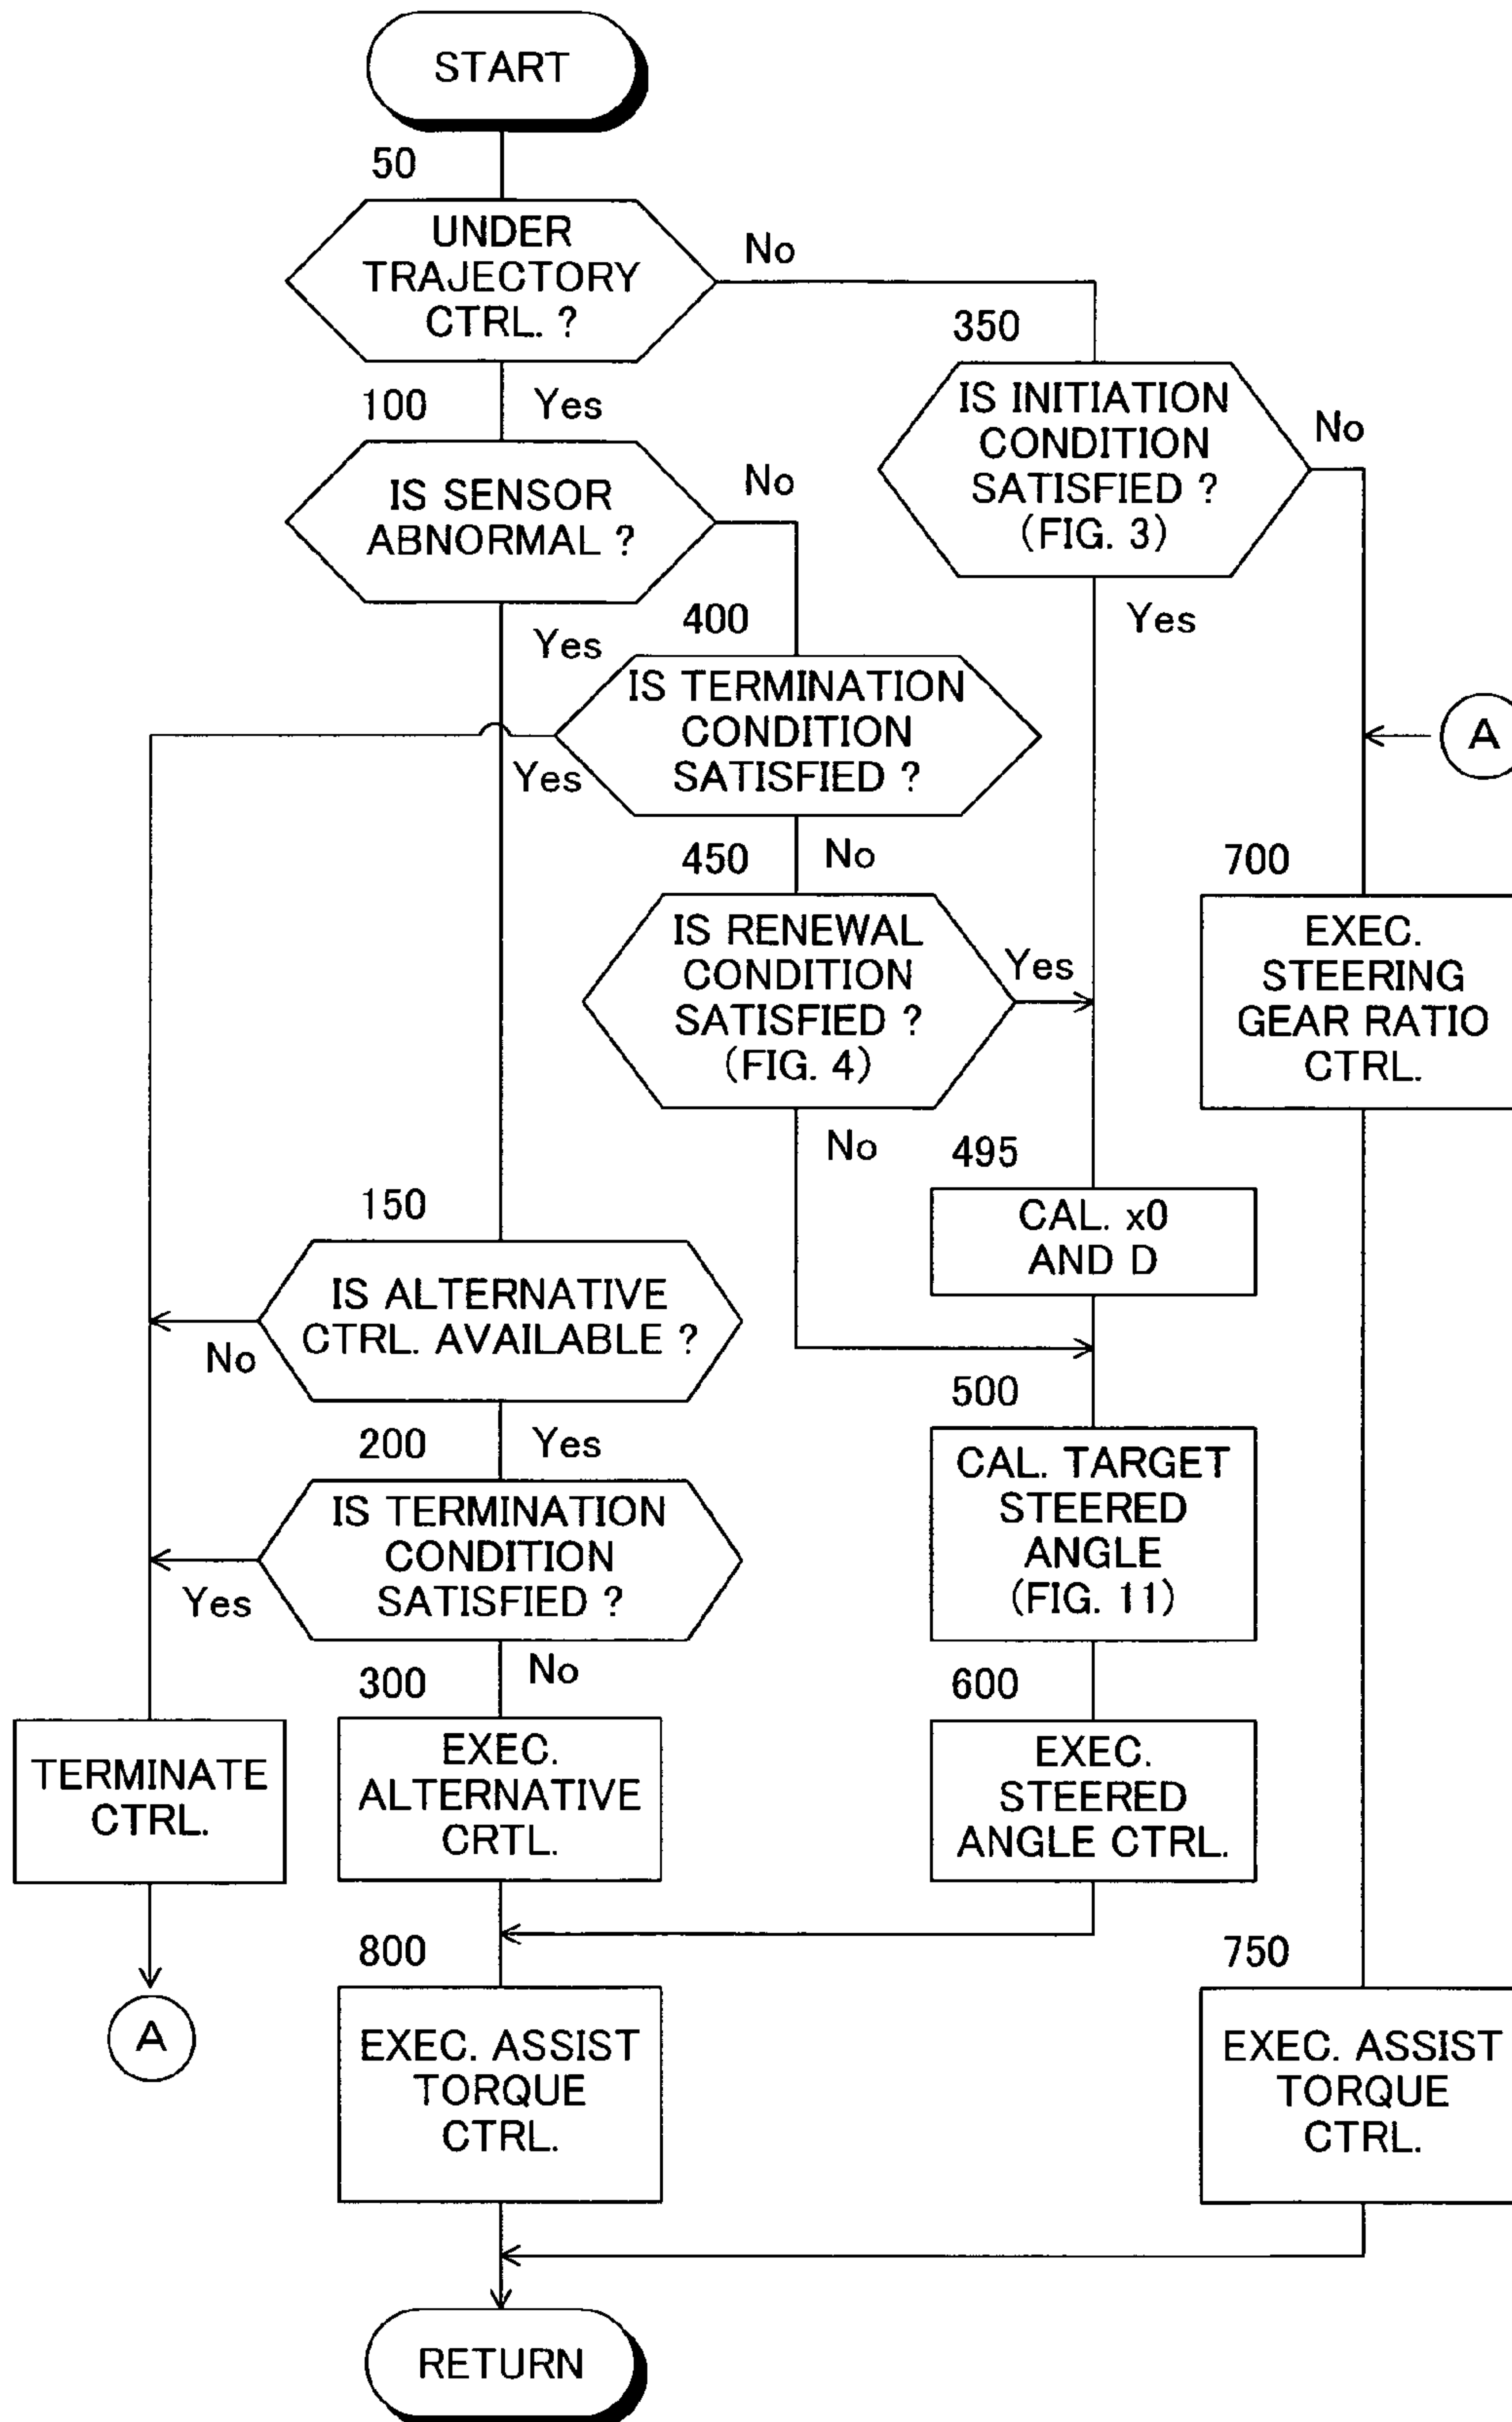 START
50
UNDER
TRAJECTORY
CTRL. ?
No
Yes
350
IS INITIATION
CONDITION
SATISFIED ?
(FIG. 3)
No
Yes
100
IS SENSOR
ABNORMAL ?
No
Yes
400
IS TERMINATION
CONDITION
SATISFIED ?
Yes
No
A
450
IS RENEWAL
CONDITION
SATISFIED ?
(FIG. 4)
Yes
No
700
EXEC.
STEERING
GEAR RATIO
CTRL.
495
CAL. x0
AND D
150
IS ALTERNATIVE
CTRL. AVAILABLE ?
No
Yes
500
CAL. TARGET
STEERED
ANGLE
(FIG. 11)
200
IS TERMINATION
CONDITION
SATISFIED ?
Yes
No
600
EXEC.
STEERED
ANGLE CTRL.
300
EXEC.
ALTERNATIVE
CRTL.
TERMINATE
CTRL.
A
800
EXEC. ASSIST
TORQUE
CTRL.
750
EXEC. ASSIST
TORQUE
CTRL.
RETURN